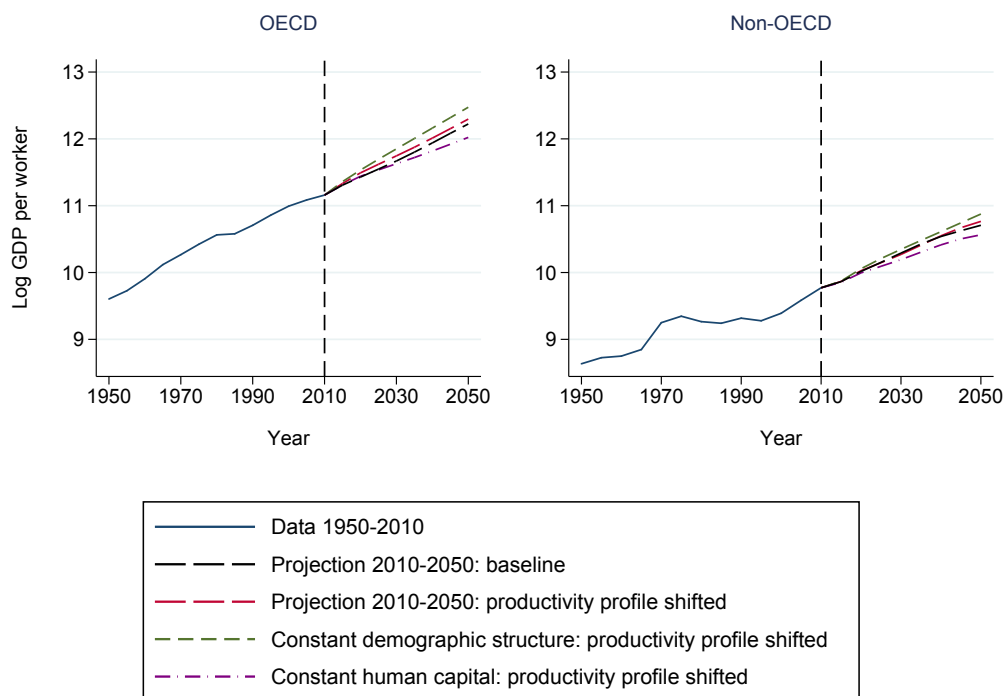 OECD
Non-OECD
Log GDP per worker
13
12
11
10
9
1950 1970 1990 2010 2030 2050
Year
13
12
11
10
9
1950 1970 1990 2010 2030 2050
Year
Data 1950-2010
Projection 2010-2050: baseline
Projection 2010-2050: productivity profile shifted
Constant demographic structure: productivity profile shifted
Constant human capital: productivity profile shifted